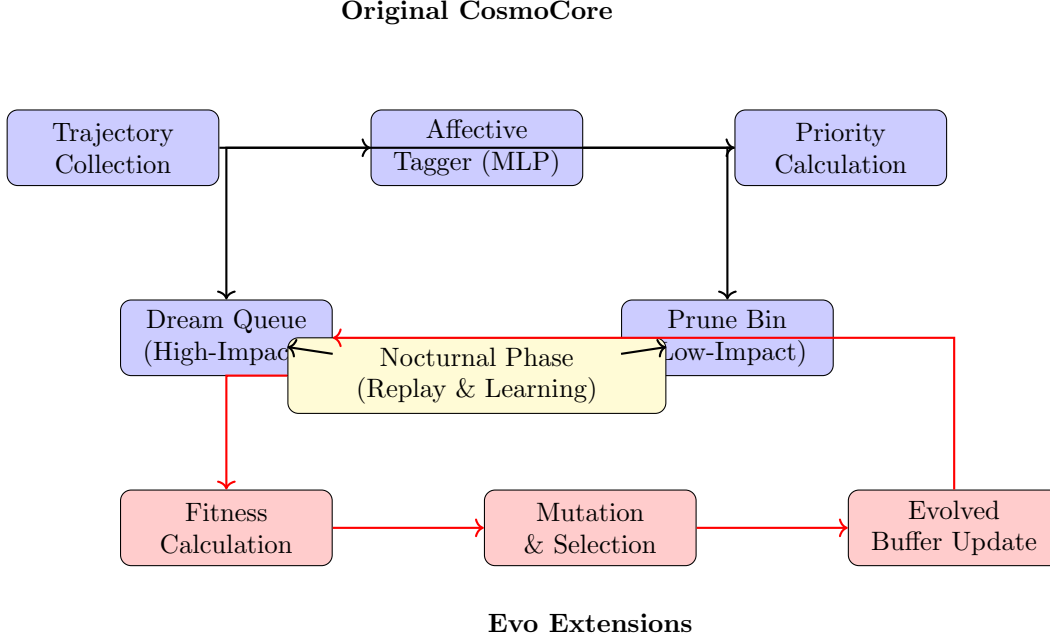 Original CosmoCore
Trajectory
Collection
Affective
Tagger (MLP)
Priority
Calculation
Dream Queue
(High-Impac
Prune Bin
Low-Impact)
Nocturnal Phase
(Replay & Learning)
Fitness
Calculation
Mutation
& Selection
Evolved
Buffer Update
Evo Extensions